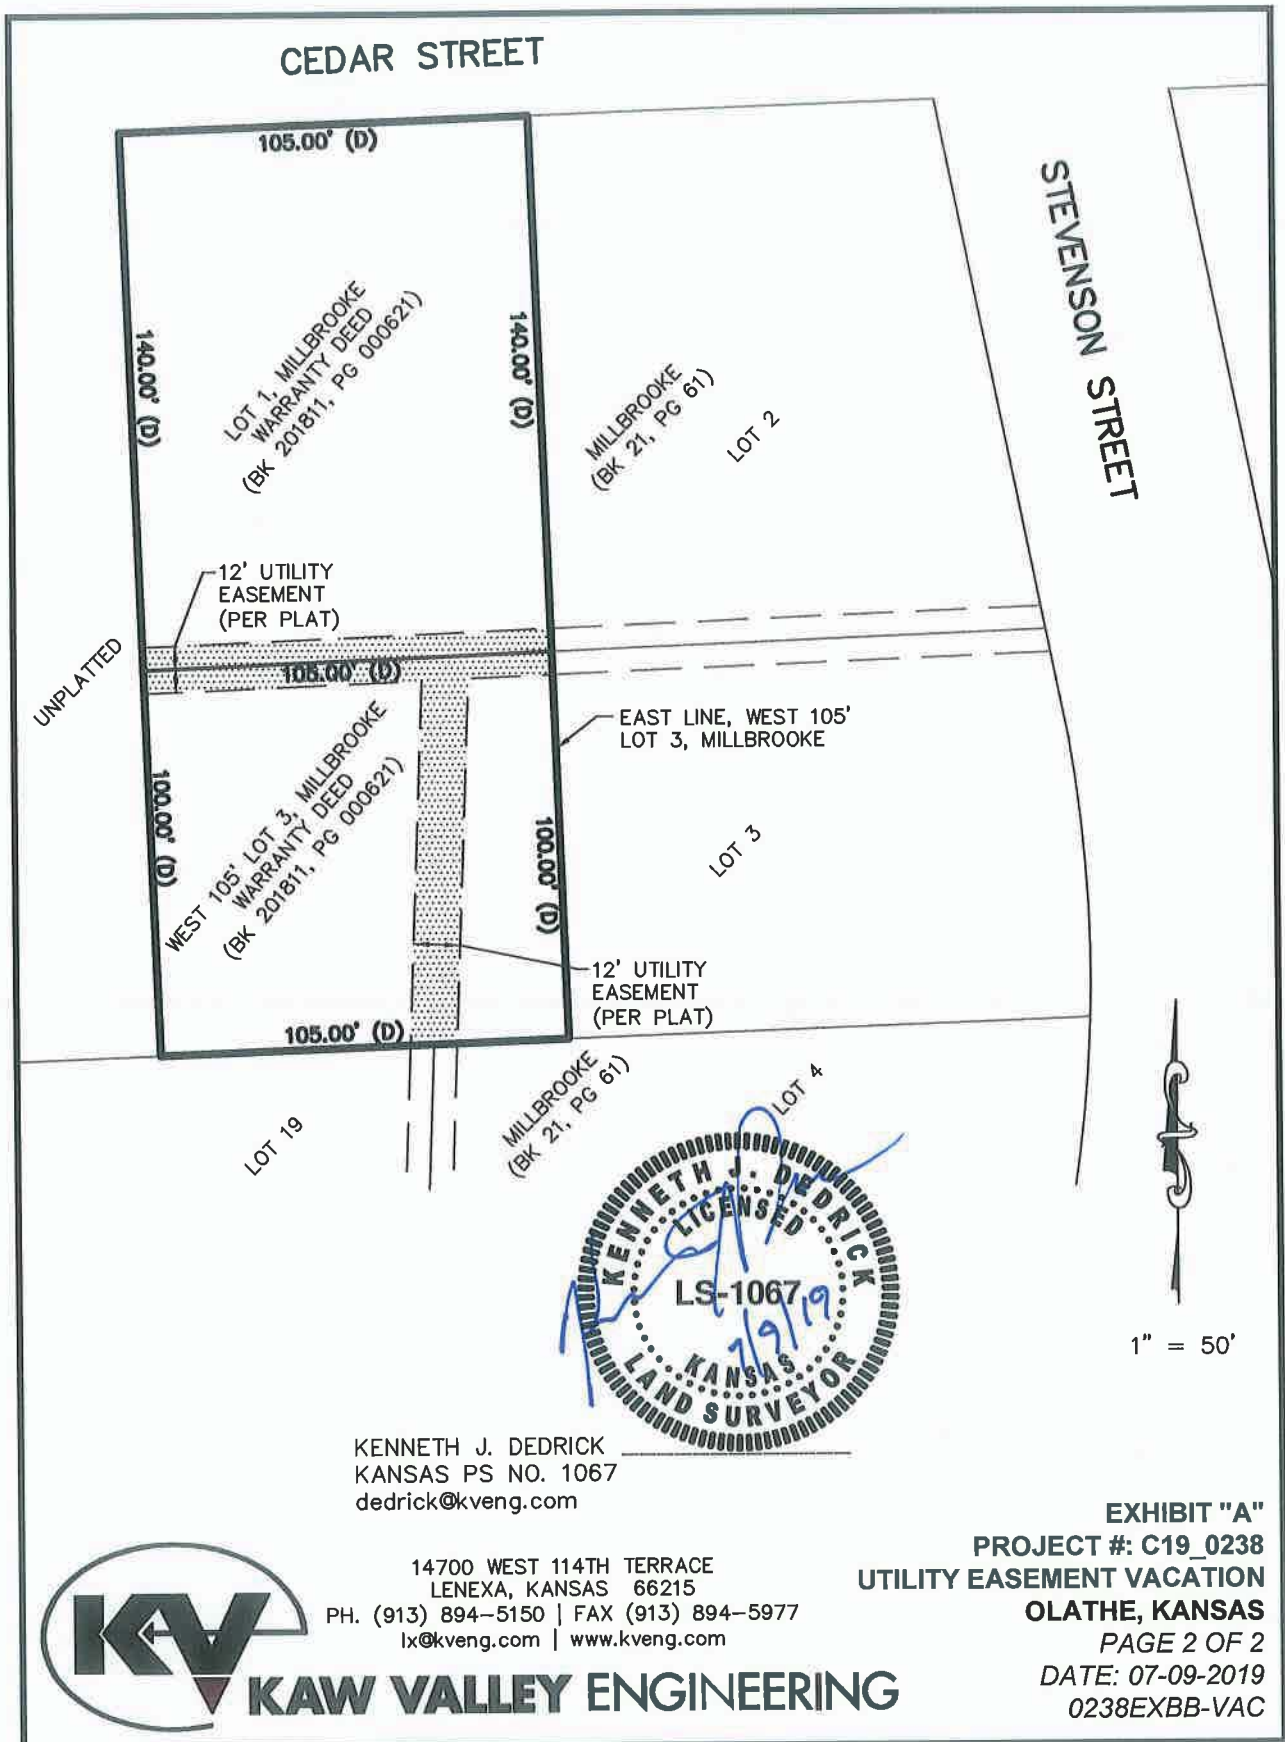 CEDAR STREET
105.00' (D)
STEVENSON STREET
140.00' (D)
LOT 1, MILLBROOKE
WARRANTY DEED
(BK 201811, PG 000621)
140.00' (D)
MILLBROOKE
(BK 21, PG 61)
LOT 2
12' UTILITY
EASEMENT
(PER PLAT)
UNPLATTED
105.00' (D)
EAST LINE, WEST 105'
LOT 3, MILLBROOKE
100.00' (D)
WEST 105' LOT 3, MILLBROOKE
WARRANTY DEED
(BK 201811, PG 000621)
100.00' (D)
LOT 3
12' UTILITY
EASEMENT
(PER PLAT)
105.00' (D)
LOT 19
MILLBROOKE
(BK 21, PG 61)
LOT 4
KENNETH J. DEDRICK
LICENSED
LS-1067
7/9/19
KANSAS
LAND SURVEYOR
1" = 50'
KENNETH J. DEDRICK
KANSAS PS NO. 1067
dedrick@kveng.com
14700 WEST 114TH TERRACE
LENEXA, KANSAS 66215
PH. (913) 894-5150 | FAX (913) 894-5977
lx@kveng.com | www.kveng.com
KV
KAW VALLEY ENGINEERING
EXHIBIT "A"
PROJECT #: C19_0238
UTILITY EASEMENT VACATION
OLATHE, KANSAS
PAGE 2 OF 2
DATE: 07-09-2019
0238EXBB-VAC